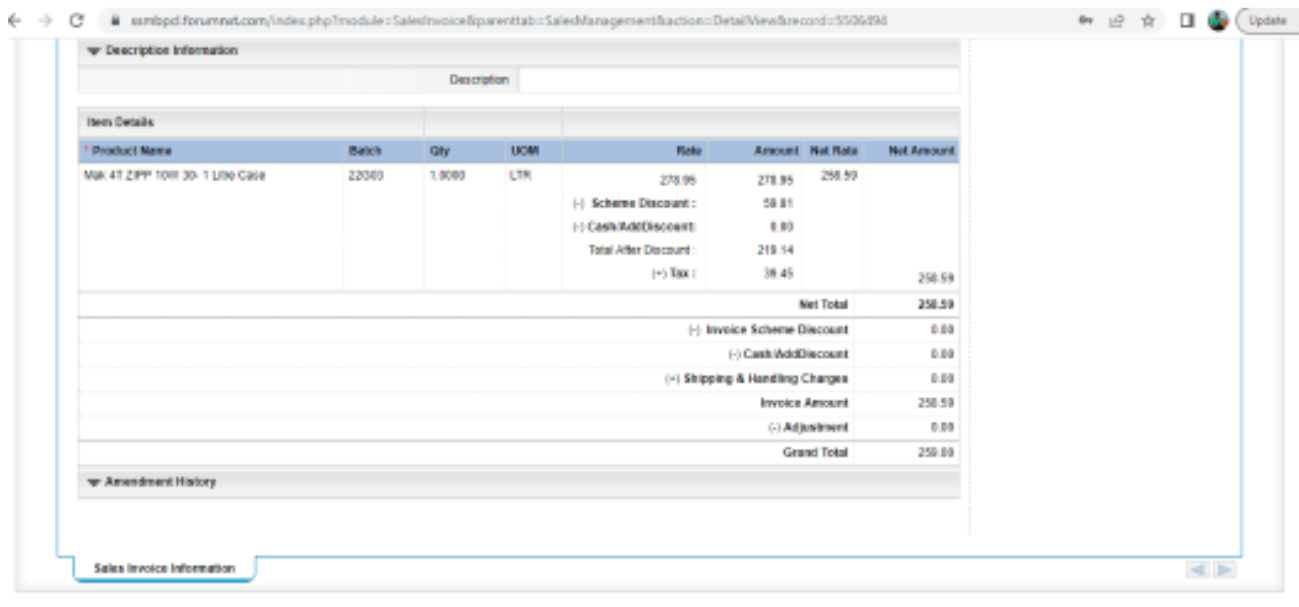 ssmbpcl.forumnxt.com/index.php?module=SalesInvoice&parenttab=SalesManagement&action=DetailView&record=5506494
Update
Description Information
Description
Item Details
* Product Name Batch Qty UOM Rate Amount Net Rate Net Amount
Mak 4T ZIPP 10W 30- 1 Litre Case 22G03 1.0000 LTR 278.95 278.95 258.59
(-) Scheme Discount : 59.81
(-) Cash/AddDiscount: 0.00
Total After Discount : 219.14
(+) Tax : 39.45 258.59
Net Total 258.59
(-) Invoice Scheme Discount 0.00
(-) Cash/AddDiscount 0.00
(+) Shipping & Handling Charges 0.00
Invoice Amount 258.59
(-) Adjustment 0.00
Grand Total 259.00
Amendment History
Sales Invoice Information